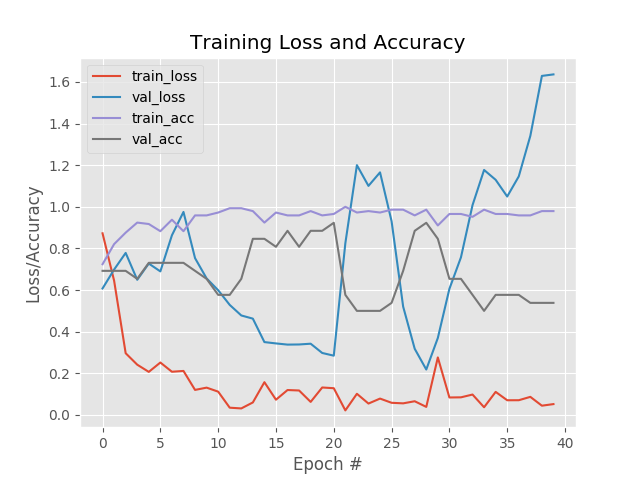 Training Loss and Accuracy
train_loss
val_loss
train_acc
val_acc
Loss/Accuracy
1.6
1.4
1.2
1.0
0.8
0.6
0.4
0.2
0.0
0 5 10 15 20 25 30 35 40
Epoch #